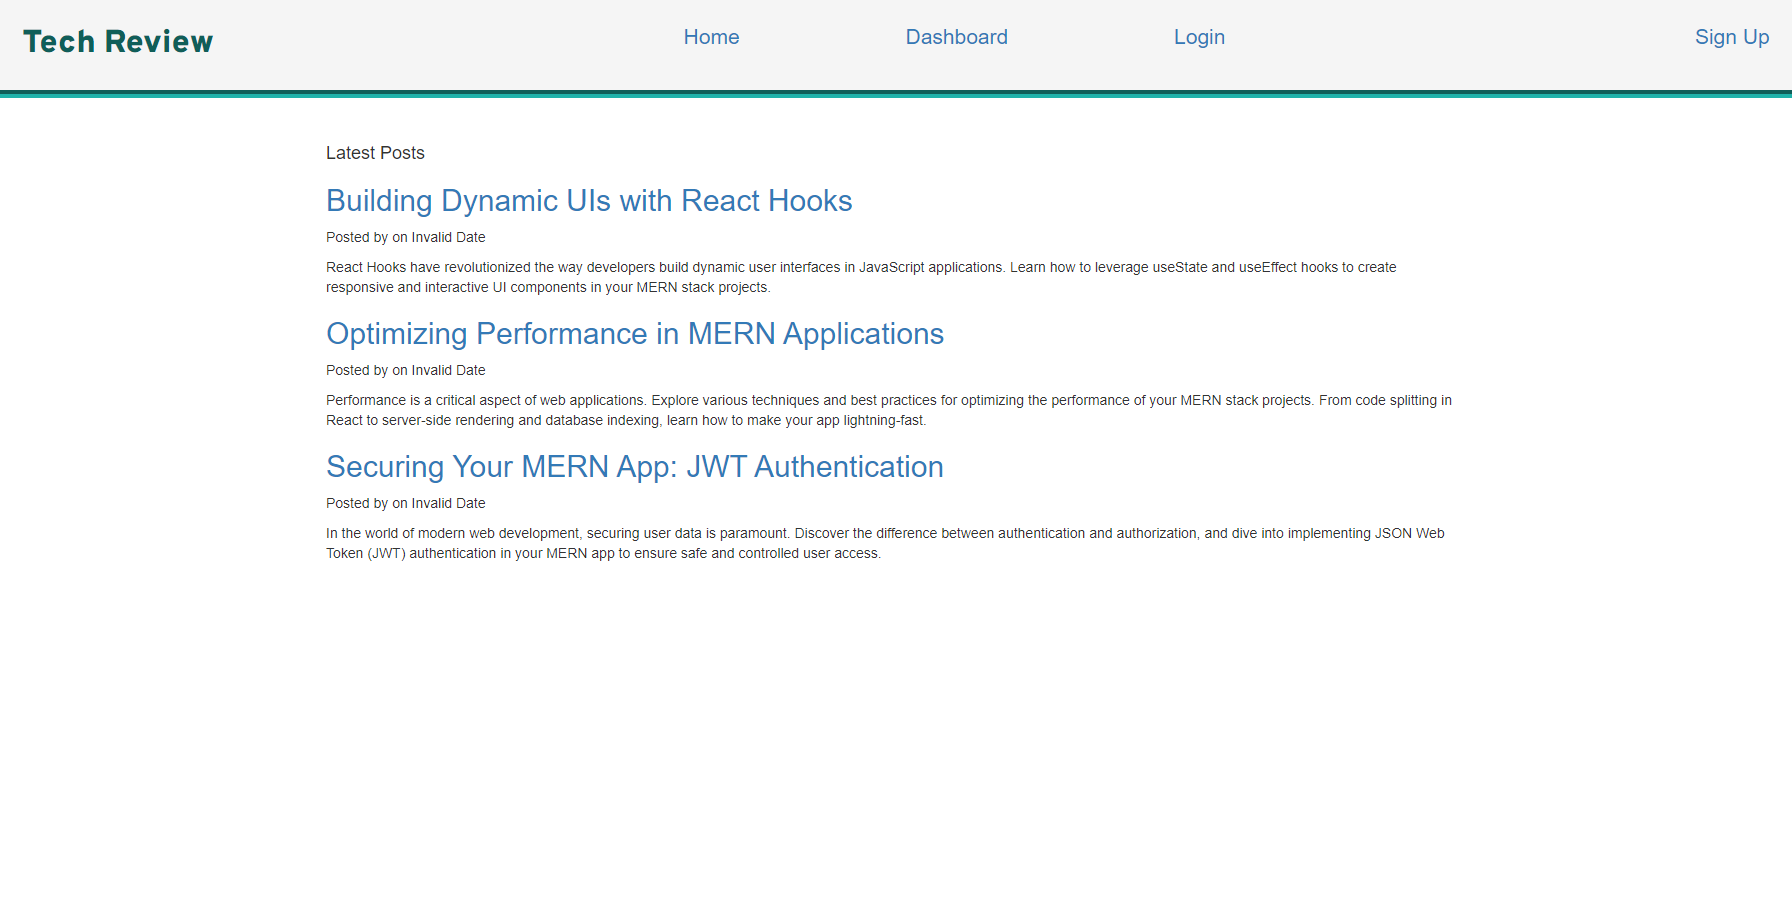 Tech Review
Home
Dashboard
Login
Sign Up
Latest Posts
Building Dynamic UIs with React Hooks
Posted by on Invalid Date
React Hooks have revolutionized the way developers build dynamic user interfaces in JavaScript applications. Learn how to leverage useState and useEffect hooks to create
responsive and interactive UI components in your MERN stack projects.
Optimizing Performance in MERN Applications
Posted by on Invalid Date
Performance is a critical aspect of web applications. Explore various techniques and best practices for optimizing the performance of your MERN stack projects. From code splitting in
React to server-side rendering and database indexing, learn how to make your app lightning-fast.
Securing Your MERN App: JWT Authentication
Posted by on Invalid Date
In the world of modern web development, securing user data is paramount. Discover the difference between authentication and authorization, and dive into implementing JSON Web
Token (JWT) authentication in your MERN app to ensure safe and controlled user access.